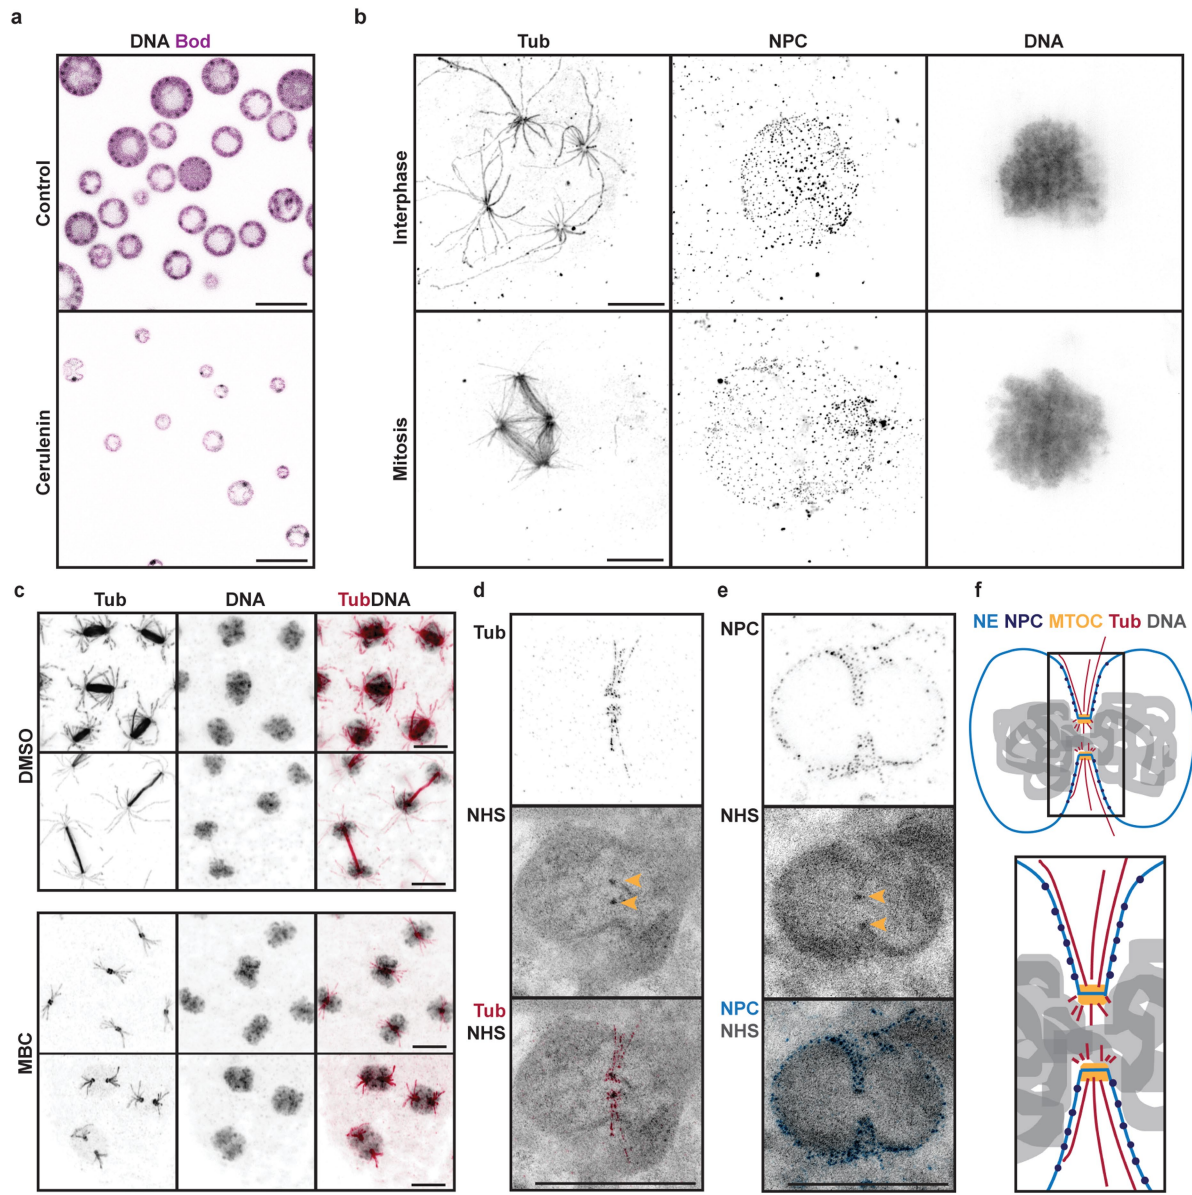 a
DNA Bod
Control
Cerulenin
b
Tub NPC DNA
Interphase
Mitosis
c
Tub DNA TubDNA
DMSO
MBC
d
Tub
NHS
Tub
NHS
e
NPC
NHS
NPC
NHS
f
NE NPC MTOC Tub DNA